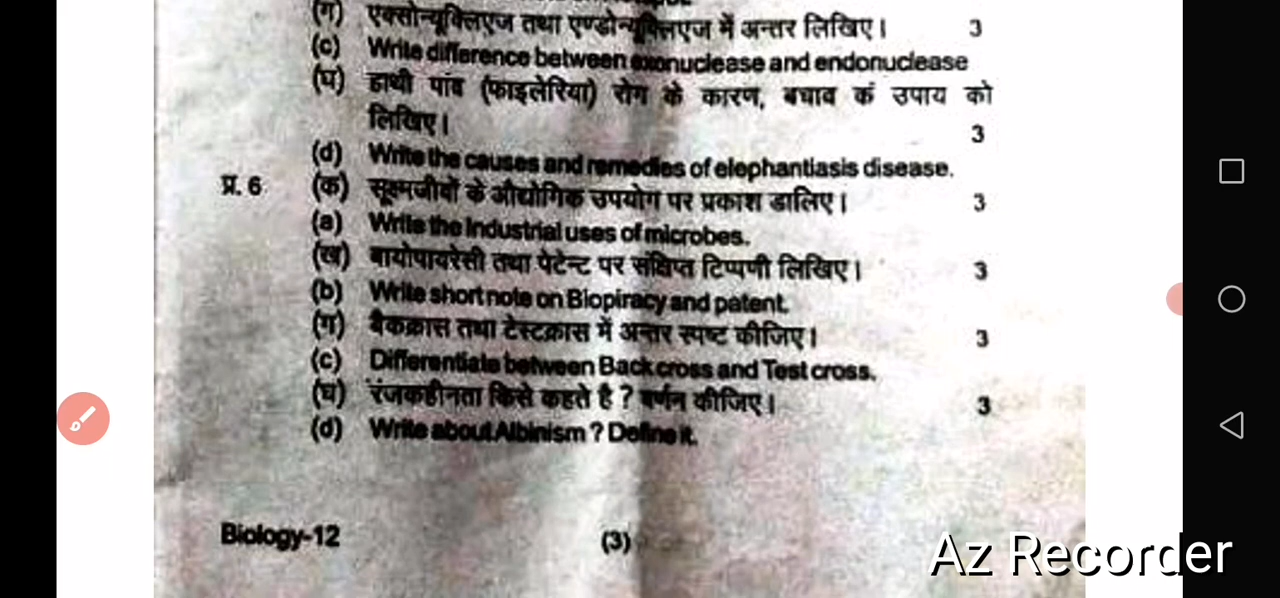 (ग) एक्सोन्यूक्लिएज तथा एण्डोन्यूक्लिएज में अन्तर लिखिए। 3
(c) Write difference between exonuclease and endonuclease
(घ) हाथी पांव (फाइलेरिया) रोग के कारण, बचाव के उपाय को
लिखिए। 3
(d) Write the causes and remedies of elephantiasis disease.
प्र. 6 (क) सूक्ष्मजीवों के औद्योगिक उपयोग पर प्रकाश डालिए। 3
(a) Write the Industrial uses of microbes.
(ख) बायोपायरेसी तथा पेटेन्ट पर संक्षिप्त टिप्पणी लिखिए। 3
(b) Write short note on Biopiracy and patent.
(ग) बैकक्रास तथा टेस्टक्रास में अन्तर स्पष्ट कीजिए। 3
(c) Differentiate between Back cross and Test cross.
(घ) रंजकहीनता किसे कहते है ? वर्णन कीजिए। 3
(d) Write about Albinism ? Define it.
Biology-12 (3)
Az Recorder